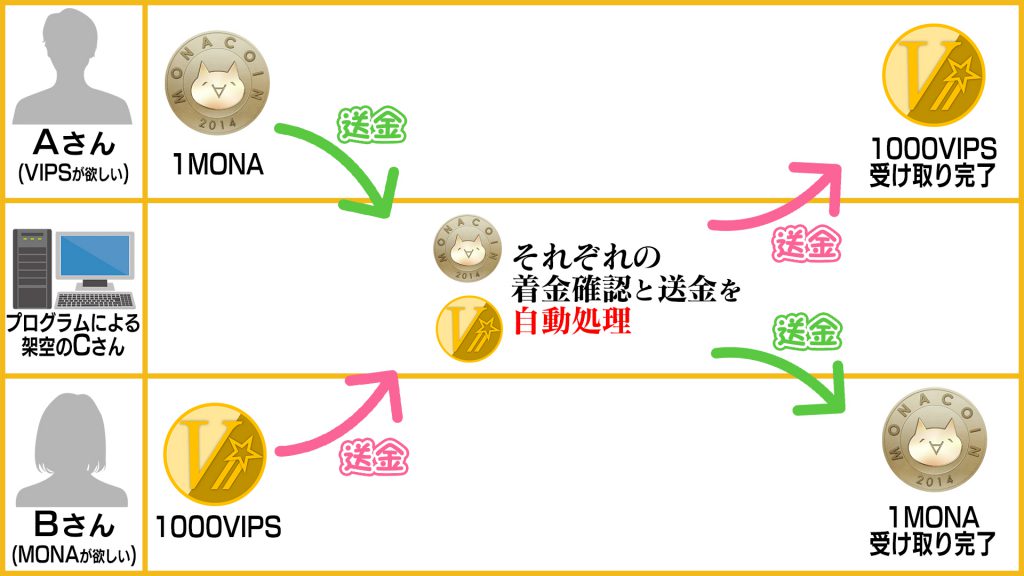 Aさん
(VIPSが欲しい)
MONACOIN
2014
1MONA
送金
V
1000VIPS
受け取り完了
プログラムによる
架空のCさん
MONACOIN
2014
V
それぞれの
着金確認と送金を
自動処理
送金
送金
Bさん
(MONAが欲しい)
V
1000VIPS
送金
MONACOIN
2014
1MONA
受け取り完了